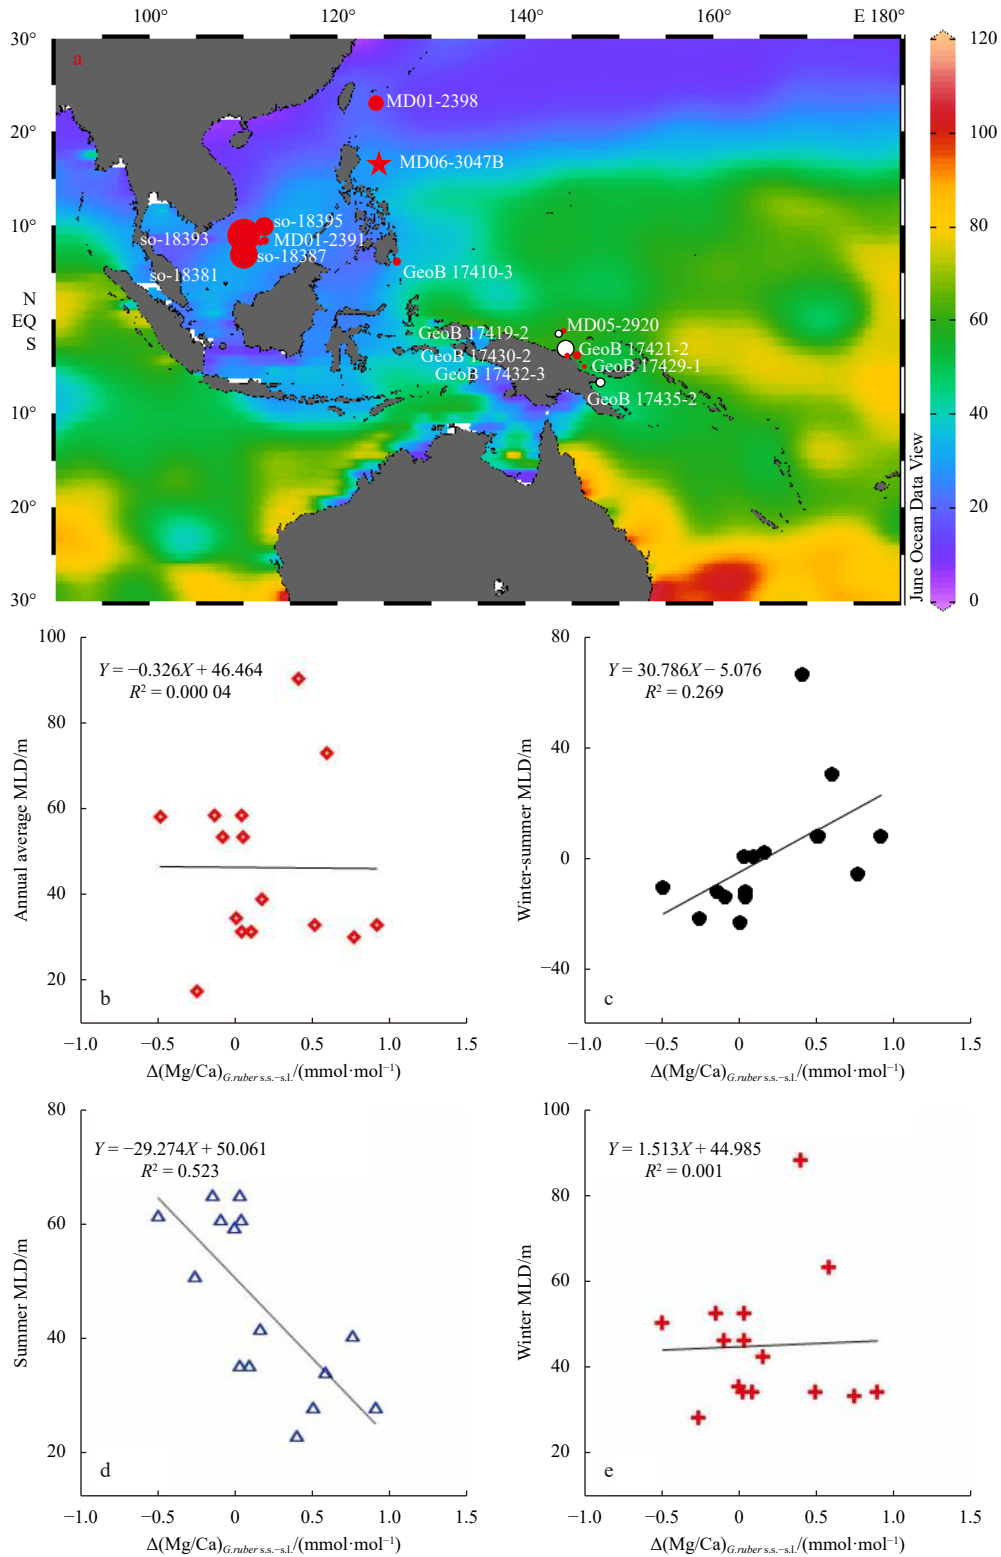 100° 120° 140° 160° E 180°
30°
20°
10°
N
EQ
S
10°
20°
30°
a
MD01-2398
MD06-3047B
so-18395
so-18393
MD01-2391
so-18387
so-18381
GeoB 17410-3
MD05-2920
GeoB 17419-2
GeoB 17421-2
GeoB 17430-2
GeoB 17429-1
GeoB 17432-3
GeoB 17435-2
June Ocean Data View
120
100
80
60
40
20
0
100
80
60
40
20
Annual average MLD/m
Y = −0.326X + 46.464
R² = 0.000 04
b
−1.0 −0.5 0 0.5 1.0 1.5
Δ(Mg/Ca)G.ruber s.s.−s.l./(mmol·mol⁻¹)
80
40
0
−40
Winter-summer MLD/m
Y = 30.786X − 5.076
R² = 0.269
c
−1.0 −0.5 0 0.5 1.0 1.5
Δ(Mg/Ca)G.ruber s.s.−s.l./(mmol·mol⁻¹)
80
60
40
20
Summer MLD/m
Y = −29.274X + 50.061
R² = 0.523
d
−1.0 −0.5 0 0.5 1.0 1.5
Δ(Mg/Ca)G.ruber s.s.−s.l./(mmol·mol⁻¹)
100
80
60
40
20
Winter MLD/m
Y = 1.513X + 44.985
R² = 0.001
e
−1.0 −0.5 0 0.5 1.0 1.5
Δ(Mg/Ca)G.ruber s.s.−s.l./(mmol·mol⁻¹)